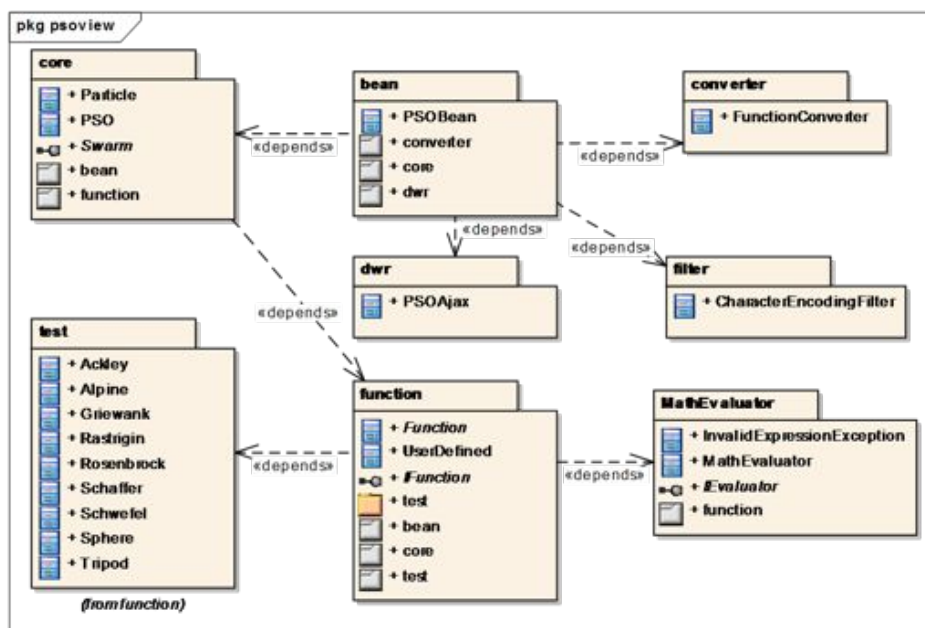 pkg psoview
core
+ Particle
+ PSO
+ Swarm
+ bean
+ function
bean
+ PSOBean
+ converter
+ core
+ dwr
converter
+ FunctionConverter
«depends»
«depends»
«depends»
«depends»
dwr
+ PSOAjax
filter
+ CharacterEncodingFilter
«depends»
test
+ Ackley
+ Alpine
+ Griewank
+ Rastrigin
+ Rosenbrock
+ Schaffer
+ Schwefel
+ Sphere
+ Tripod
(from function)
«depends»
function
+ Function
+ UserDefined
+ IFunction
+ test
+ bean
+ core
+ test
«depends»
MathEvaluator
+ InvalidExpressionException
+ MathEvaluator
+ IEvaluator
+ function